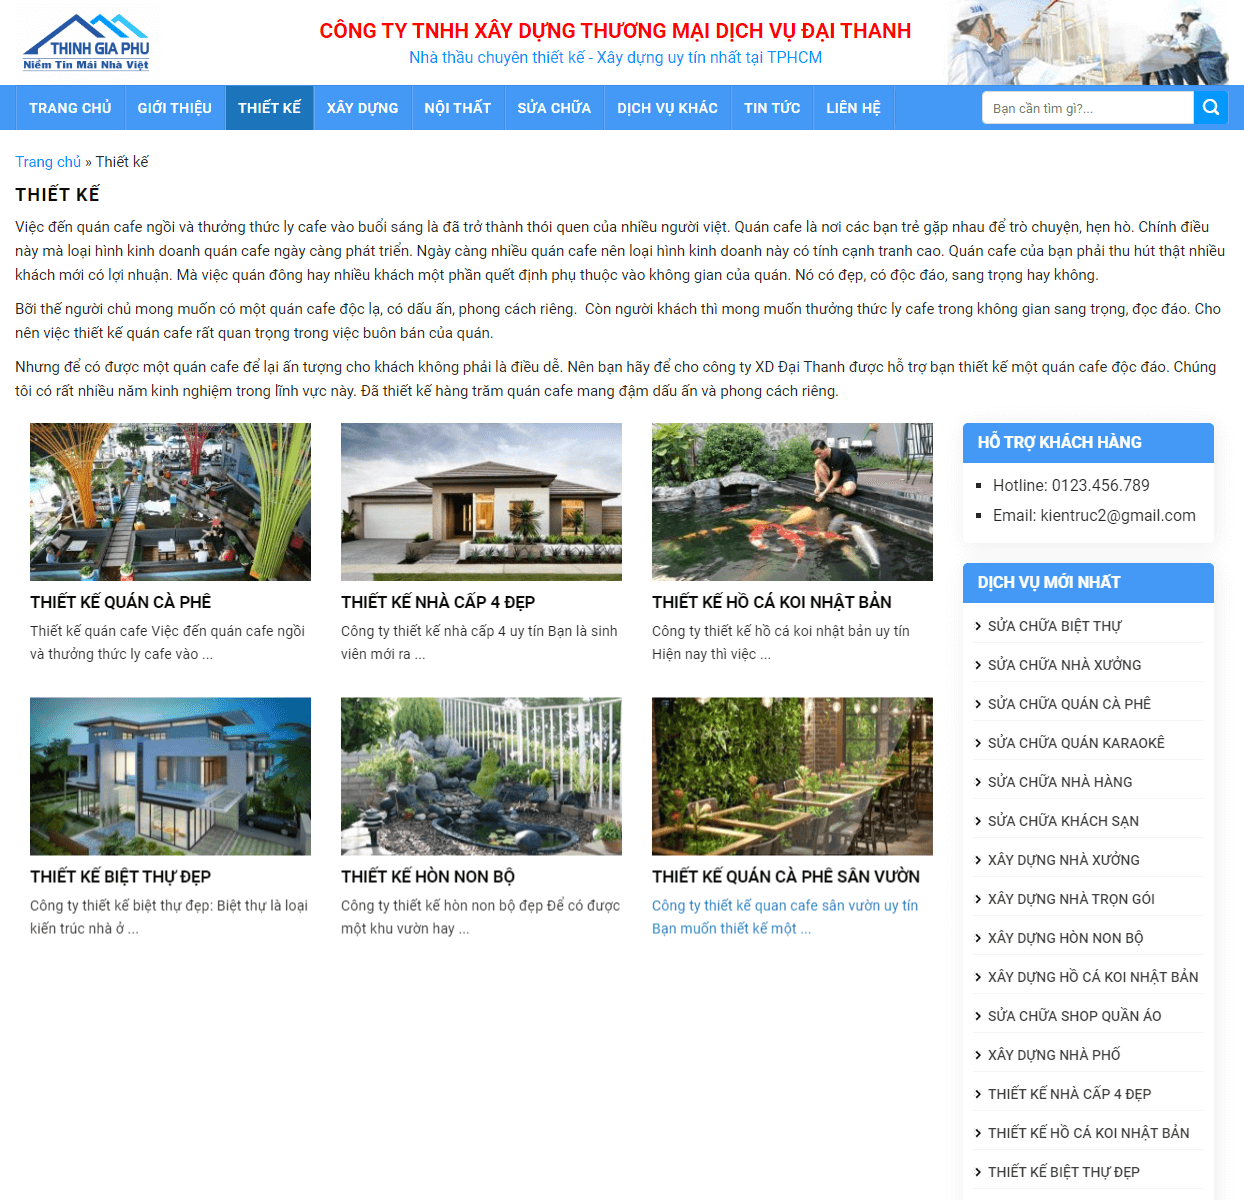 THINH GIA PHU
Niềm Tin Mái Nhà Việt
CÔNG TY TNHH XÂY DỰNG THƯƠNG MẠI DỊCH VỤ ĐẠI THANH
Nhà thầu chuyên thiết kế - Xây dựng uy tín nhất tại TPHCM
TRANG CHỦ GIỚI THIỆU THIẾT KẾ XÂY DỰNG NỘI THẤT SỬA CHỮA DỊCH VỤ KHÁC TIN TỨC LIÊN HỆ Bạn cần tìm gì?...
Trang chủ » Thiết kế
THIẾT KẾ
Việc đến quán cafe ngồi và thưởng thức ly cafe vào buổi sáng là đã trở thành thói quen của nhiều người việt. Quán cafe là nơi các bạn trẻ gặp nhau để trò chuyện, hẹn hò. Chính điều
này mà loại hình kinh doanh quán cafe ngày càng phát triển. Ngày càng nhiều quán cafe nên loại hình kinh doanh này có tính cạnh tranh cao. Quán cafe của bạn phải thu hút thật nhiều
khách mới có lợi nhuận. Mà việc quán đông hay nhiều khách một phần quết định phụ thuộc vào không gian của quán. Nó có đẹp, có độc đáo, sang trọng hay không.
Bỡi thế người chủ mong muốn có một quán cafe độc lạ, có dấu ấn, phong cách riêng. Còn người khách thì mong muốn thưởng thức ly cafe trong không gian sang trọng, đọc đáo. Cho
nên việc thiết kế quán cafe rất quan trọng trong việc buôn bán của quán.
Nhưng để có được một quán cafe để lại ấn tượng cho khách không phải là điều dễ. Nên bạn hãy để cho công ty XD Đại Thanh được hỗ trợ bạn thiết kế một quán cafe độc đáo. Chúng
tôi có rất nhiều năm kinh nghiệm trong lĩnh vực này. Đã thiết kế hàng trăm quán cafe mang đậm dấu ấn và phong cách riêng.
THIẾT KẾ QUÁN CÀ PHÊ
Thiết kế quán cafe Việc đến quán cafe ngồi
và thưởng thức ly cafe vào ...
THIẾT KẾ NHÀ CẤP 4 ĐẸP
Công ty thiết kế nhà cấp 4 uy tín Bạn là sinh
viên mới ra ...
THIẾT KẾ HỒ CÁ KOI NHẬT BẢN
Công ty thiết kế hồ cá koi nhật bản uy tín
Hiện nay thì việc ...
THIẾT KẾ BIỆT THỰ ĐẸP
Công ty thiết kế biệt thự đẹp: Biệt thự là loại
kiến trúc nhà ở ...
THIẾT KẾ HÒN NON BỘ
Công ty thiết kế hòn non bộ đẹp Để có được
một khu vườn hay ...
THIẾT KẾ QUÁN CÀ PHÊ SÂN VƯỜN
Công ty thiết kế quan cafe sân vườn uy tín
Bạn muốn thiết kế một ...
HỖ TRỢ KHÁCH HÀNG
Hotline: 0123.456.789
Email: kientruc2@gmail.com
DỊCH VỤ MỚI NHẤT
SỬA CHỮA BIỆT THỰ
SỬA CHỮA NHÀ XƯỞNG
SỬA CHỮA QUÁN CÀ PHÊ
SỬA CHỮA QUÁN KARAOKÊ
SỬA CHỮA NHÀ HÀNG
SỬA CHỮA KHÁCH SẠN
XÂY DỰNG NHÀ XƯỞNG
XÂY DỰNG NHÀ TRỌN GÓI
XÂY DỰNG HÒN NON BỘ
XÂY DỰNG HỒ CÁ KOI NHẬT BẢN
SỬA CHỮA SHOP QUẦN ÁO
XÂY DỰNG NHÀ PHỐ
THIẾT KẾ NHÀ CẤP 4 ĐẸP
THIẾT KẾ HỒ CÁ KOI NHẬT BẢN
THIẾT KẾ BIỆT THỰ ĐẸP